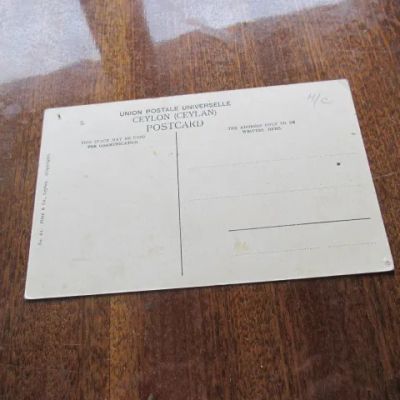 UNION POSTALE UNIVERSELLE
CEYLON (CEYLAN)
POSTCARD
THIS SPACE MAY BE USED
FOR COMMUNICATION
THE ADDRESS ONLY TO BE
WRITTEN HERE.
H/C